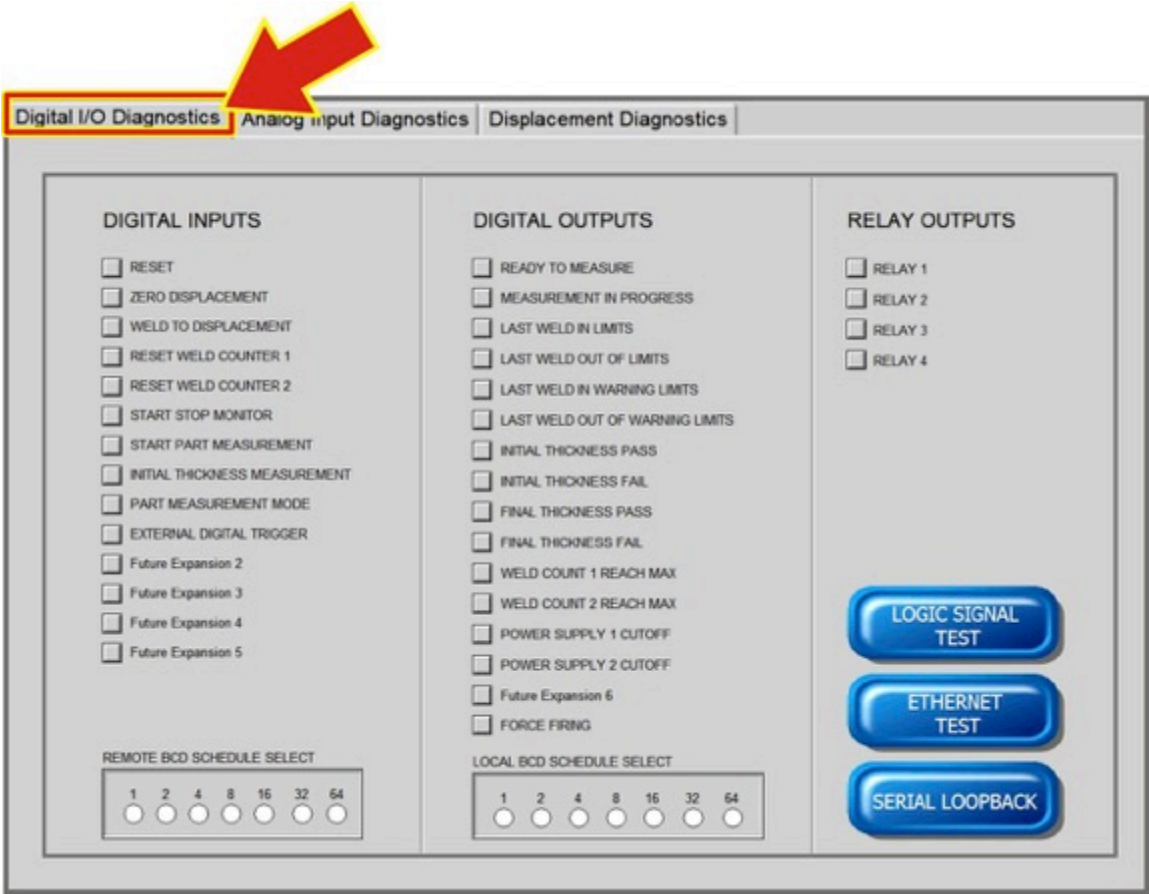 Digital I/O Diagnostics
Analog Input Diagnostics
Displacement Diagnostics
DIGITAL INPUTS
RESET
ZERO DISPLACEMENT
WELD TO DISPLACEMENT
RESET WELD COUNTER 1
RESET WELD COUNTER 2
START STOP MONITOR
START PART MEASUREMENT
INITIAL THICKNESS MEASUREMENT
PART MEASUREMENT MODE
EXTERNAL DIGITAL TRIGGER
Future Expansion 2
Future Expansion 3
Future Expansion 4
Future Expansion 5
REMOTE BCD SCHEDULE SELECT
1 2 4 8 16 32 64
DIGITAL OUTPUTS
READY TO MEASURE
MEASUREMENT IN PROGRESS
LAST WELD IN LIMITS
LAST WELD OUT OF LIMITS
LAST WELD IN WARNING LIMITS
LAST WELD OUT OF WARNING LIMITS
INITIAL THICKNESS PASS
INITIAL THICKNESS FAIL
FINAL THICKNESS PASS
FINAL THICKNESS FAIL
WELD COUNT 1 REACH MAX
WELD COUNT 2 REACH MAX
POWER SUPPLY 1 CUTOFF
POWER SUPPLY 2 CUTOFF
Future Expansion 6
FORCE FIRING
LOCAL BCD SCHEDULE SELECT
1 2 4 8 16 32 64
RELAY OUTPUTS
RELAY 1
RELAY 2
RELAY 3
RELAY 4
LOGIC SIGNAL
TEST
ETHERNET
TEST
SERIAL LOOPBACK